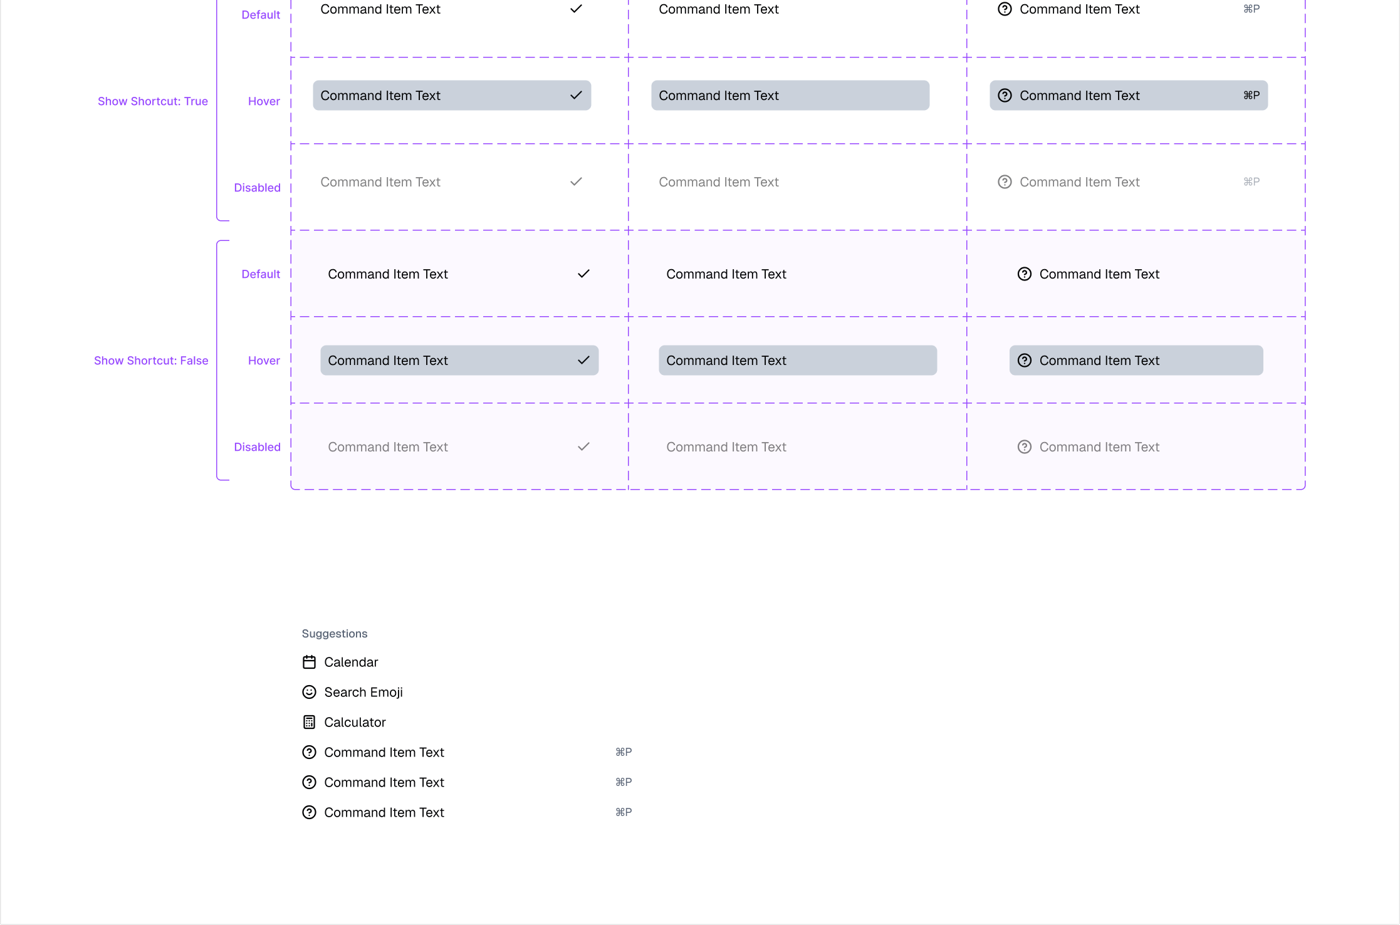 Default Command Item Text Command Item Text Command Item Text ⌘P
Show Shortcut: True Hover Command Item Text Command Item Text Command Item Text ⌘P
Disabled Command Item Text Command Item Text Command Item Text ⌘P
Default Command Item Text Command Item Text Command Item Text
Show Shortcut: False Hover Command Item Text Command Item Text Command Item Text
Disabled Command Item Text Command Item Text Command Item Text
Suggestions
Calendar
Search Emoji
Calculator
Command Item Text ⌘P
Command Item Text ⌘P
Command Item Text ⌘P